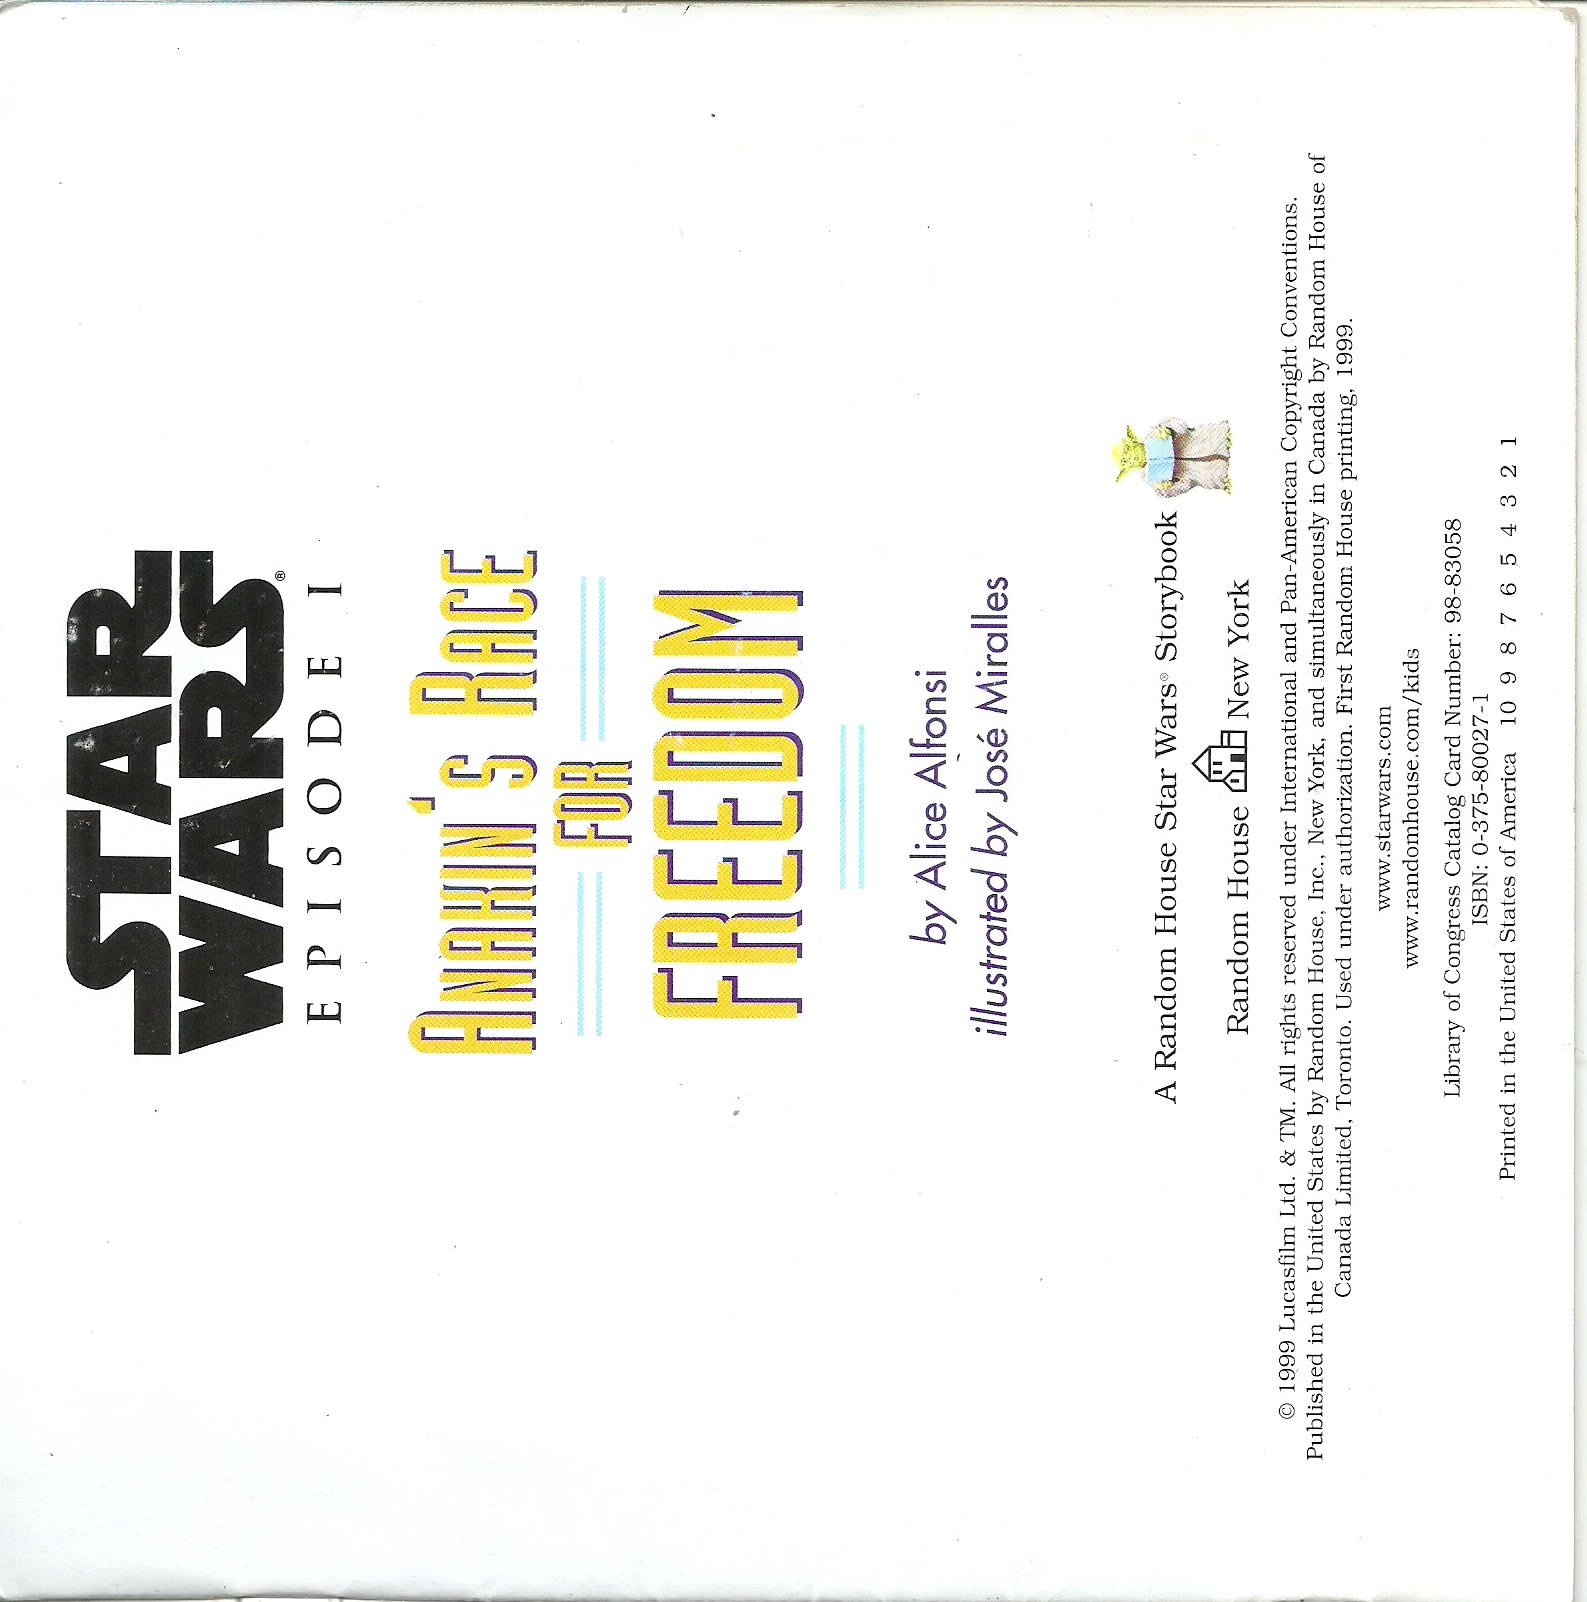 STAR
WARS®
EPISODE I
ANAKIN'S RACE
FOR
FREEDOM
by Alice Alfonsi
illustrated by José Miralles
A Random House Star Wars® Storybook
Random House New York
© 1999 Lucasfilm Ltd. & TM. All rights reserved under International and Pan-American Copyright Conventions.
Published in the United States by Random House, Inc., New York, and simultaneously in Canada by Random House of
Canada Limited, Toronto. Used under authorization. First Random House printing, 1999.
www.starwars.com
www.randomhouse.com/kids
Library of Congress Catalog Card Number: 98-83058
ISBN: 0-375-80027-1
Printed in the United States of America 10 9 8 7 6 5 4 3 2 1